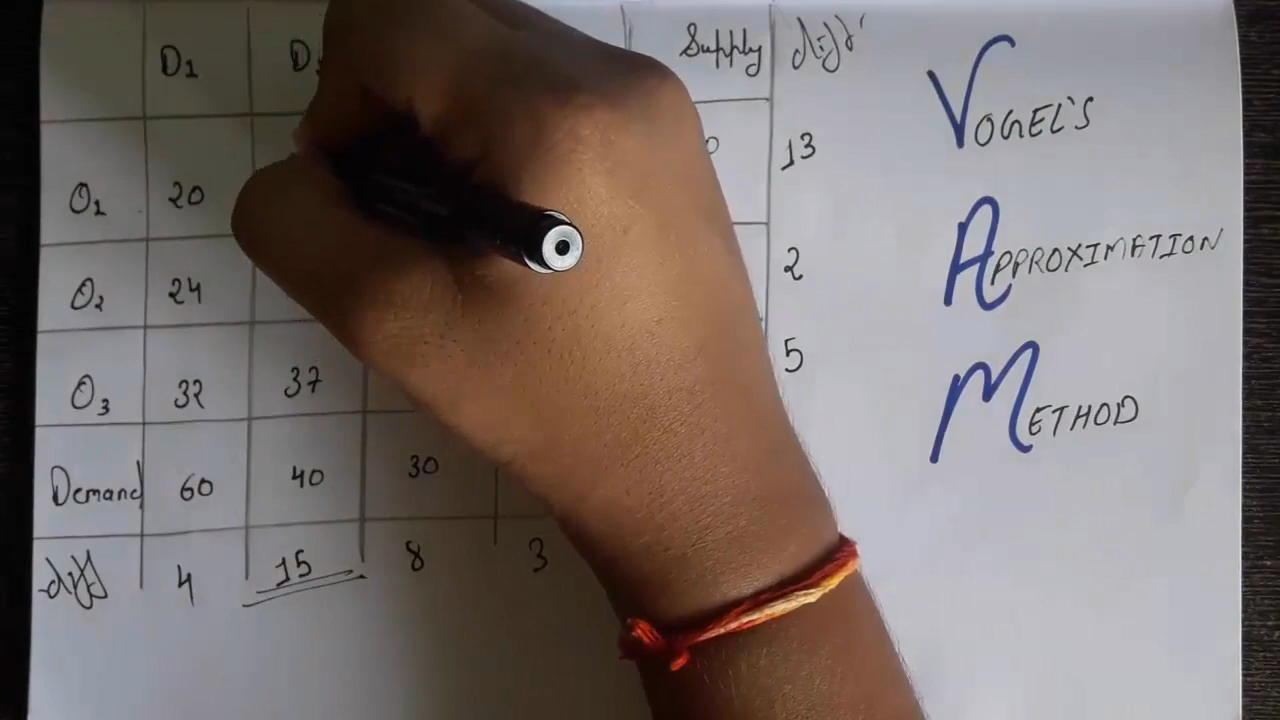 D1 D Supply diff
O1 20 0 13
O2 24 2
O3 32 37 5
Demand 60 40 30
diff 4 15 8 3
VOGEL'S
APPROXIMATION
METHOD